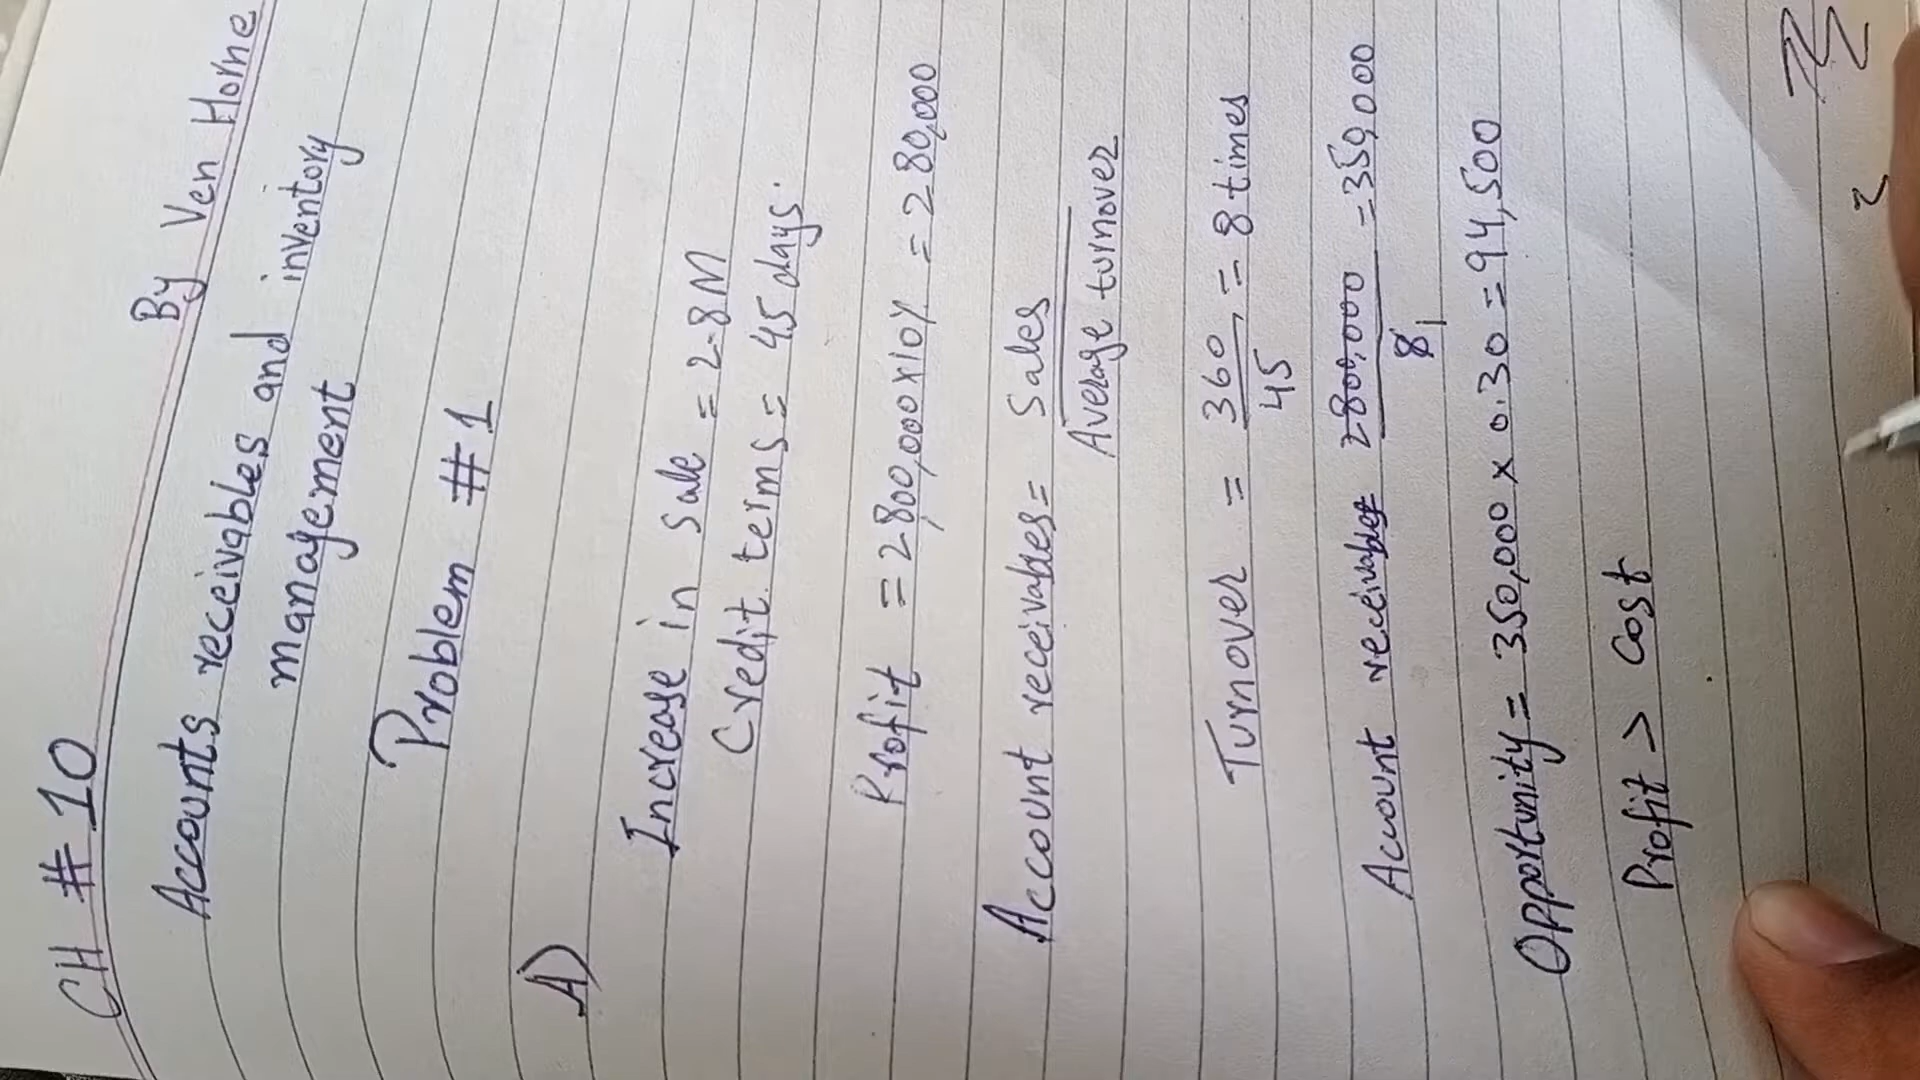 CH # 10
By Ven Horne
Accounts receivables and inventory
management
Problem # 1
A)
Increase in sale = 2.8M
Credit terms = 45 days.
Profit = 2800,000x10% = 280,000
Account receivables = Sales
Average turnover
Turnover = 360 = 8 times
45
Account receivables 2800,000 = 350,000
8
Opportunity = 350,000 x 0.30 = 94,500
Profit > Cost